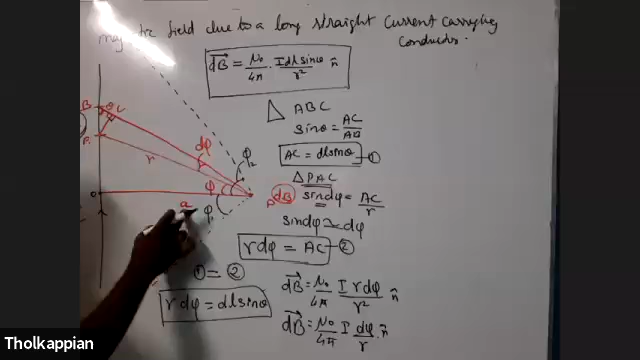 magnetic field due to a long straight current carrying
conductor.
dB⃗ = μ₀/4π · I dl sinθ/r² n̂
△ ABC
sinθ = AC/AB
AC = dl sinθ ①
△ PAC
sin dφ = AC/r
sin dφ ≃ dφ
r dφ = AC ②
① = ②
r dφ = dl sinθ
dB⃗ = μ₀/4π I r dφ/r² n̂
dB⃗ = μ₀/4π I dφ/r · n̂
B
θ
dφ
r
φ₂
φ
P
dB
O
a
φ₁
Tholkappian